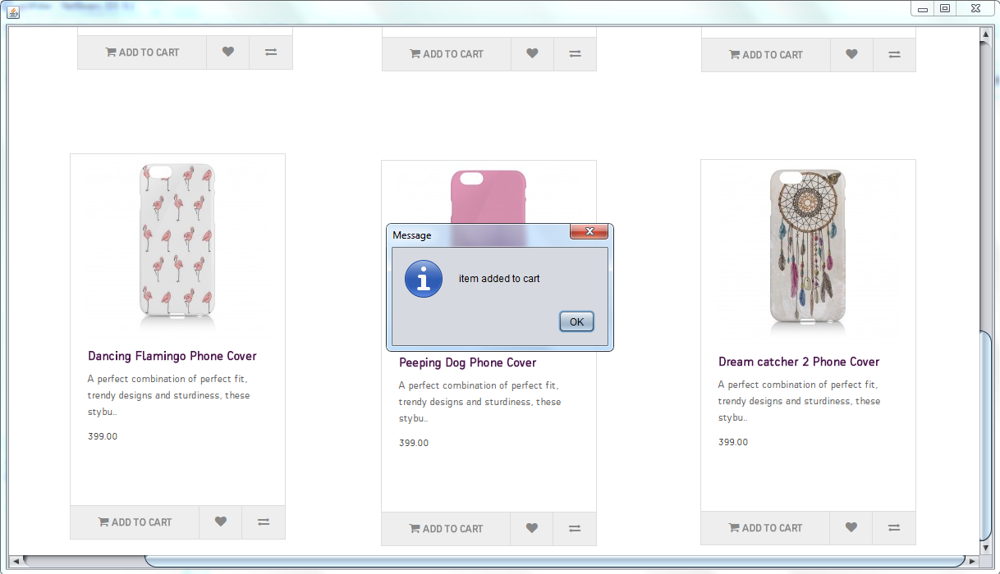 ADD TO CART
ADD TO CART
ADD TO CART
Message
item added to cart
OK
Dancing Flamingo Phone Cover
A perfect combination of perfect fit,
trendy designs and sturdiness, these
stybu..
399.00
ADD TO CART
Peeping Dog Phone Cover
A perfect combination of perfect fit,
trendy designs and sturdiness, these
stybu..
399.00
ADD TO CART
Dream catcher 2 Phone Cover
A perfect combination of perfect fit,
trendy designs and sturdiness, these
stybu..
399.00
ADD TO CART